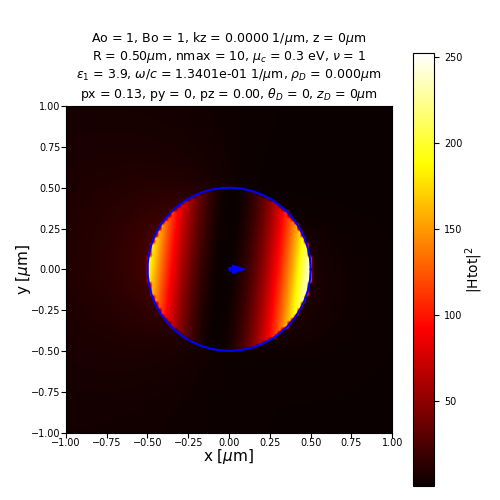 Ao = 1, Bo = 1, kz = 0.0000 1/μm, z = 0μm
R = 0.50μm, nmax = 10, μc = 0.3 eV, ν = 1
ε1 = 3.9, ω/c = 1.3401e-01 1/μm, ρD = 0.000μm
px = 0.13, py = 0, pz = 0.00, θD = 0, zD = 0μm
1.00
0.75
0.50
0.25
0.00
−0.25
−0.50
−0.75
−1.00
y [μm]
−1.00 −0.75 −0.50 −0.25 0.00 0.25 0.50 0.75 1.00
x [μm]
250
200
150
100
50
|Htot|²